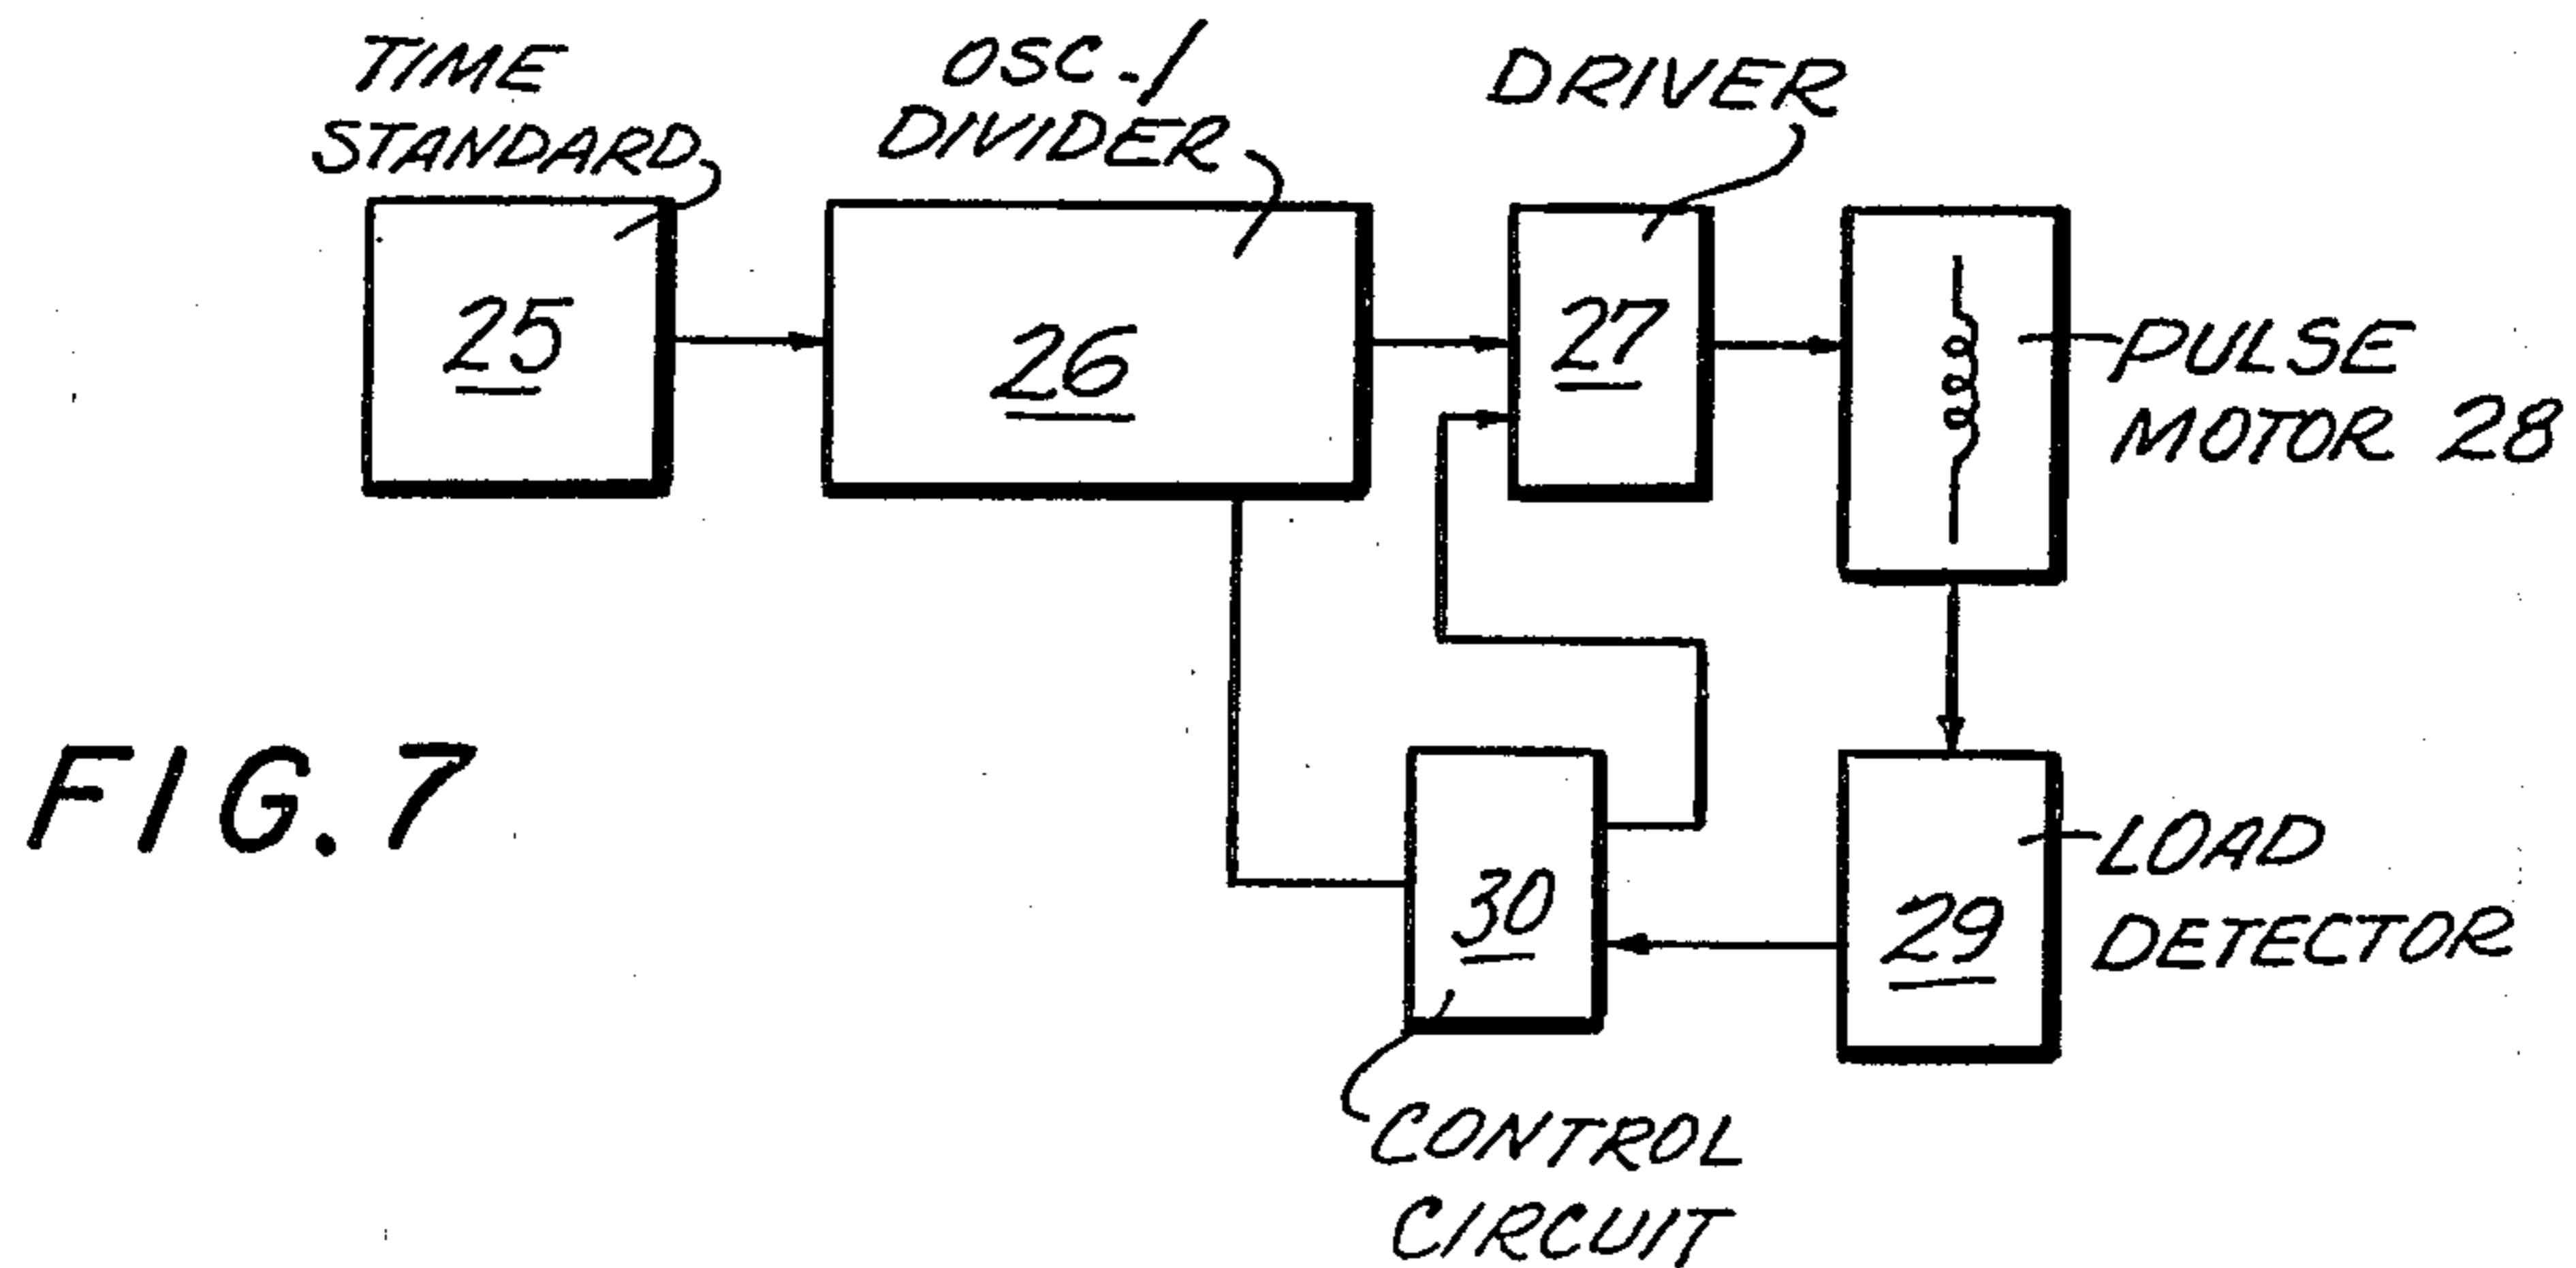 TIME
STANDARD
OSC./
DIVIDER
DRIVER
25
26
27
PULSE
MOTOR 28
FIG. 7
30
29
LOAD
DETECTOR
CONTROL
CIRCUIT